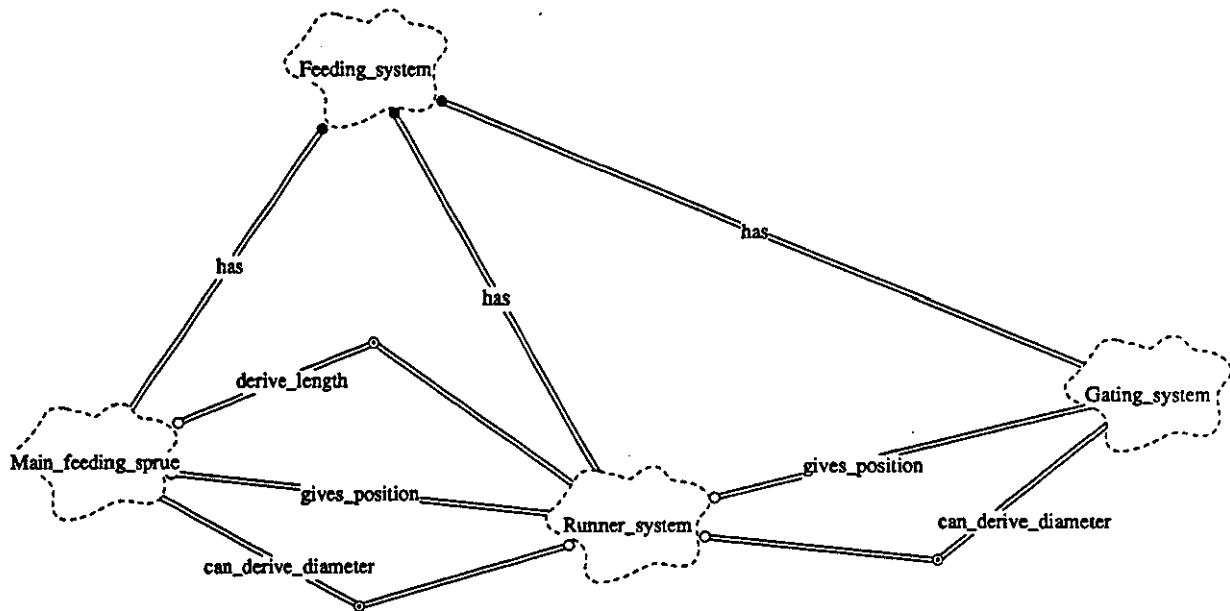 Feeding_system
has
has
has
derive_length
Gating_system
Main_feeding_sprue
gives_position
gives_position
Runner_system
can_derive_diameter
can_derive_diameter